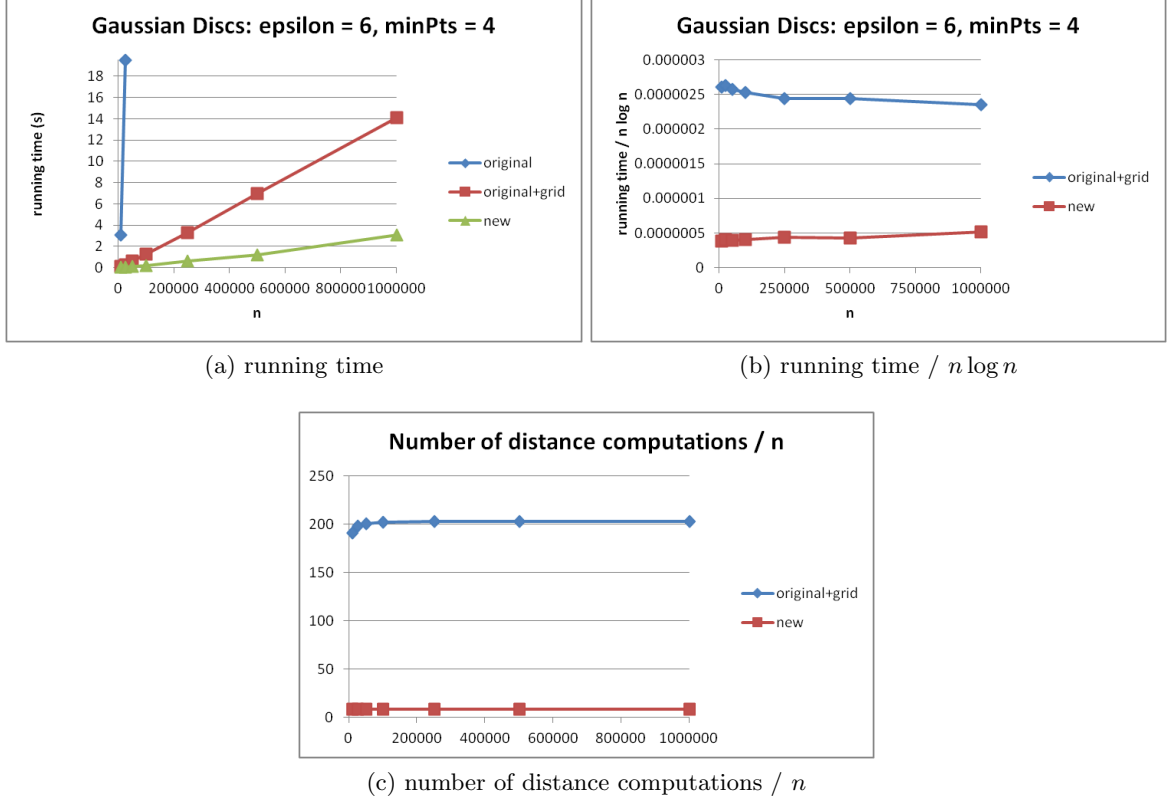 Gaussian Discs: epsilon = 6, minPts = 4
running time (s)
18
16
14
12
10
8
6
4
2
0
0 200000 400000 600000 800000 1000000
n
original
original+grid
new
(a) running time
Gaussian Discs: epsilon = 6, minPts = 4
running time / n log n
0.000003
0.0000025
0.000002
0.0000015
0.000001
0.0000005
0
0 250000 500000 750000 1000000
n
original+grid
new
(b) running time / n log n
Number of distance computations / n
250
200
150
100
50
0
0 200000 400000 600000 800000 1000000
original+grid
new
(c) number of distance computations / n